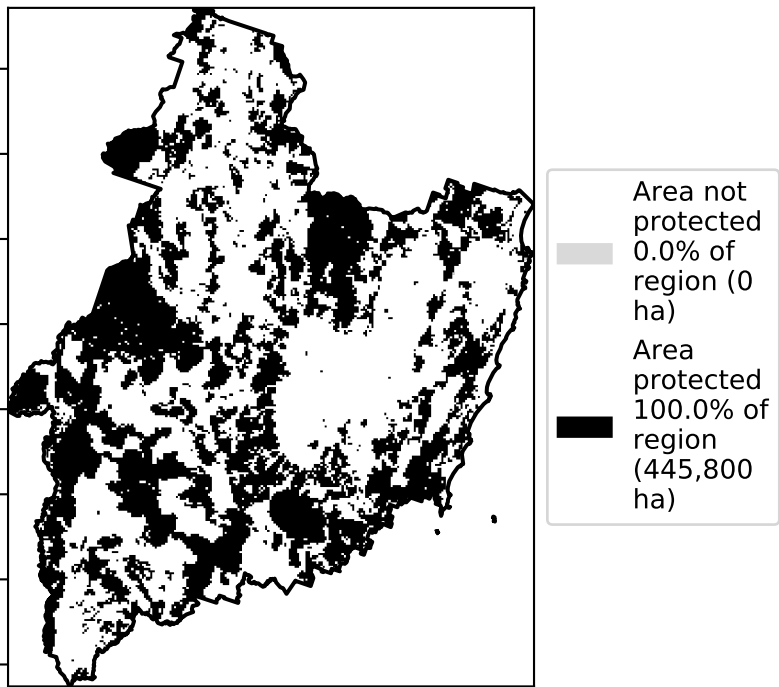 Area not
protected
0.0% of
region (0
ha)
Area
protected
100.0% of
region
(445,800
ha)